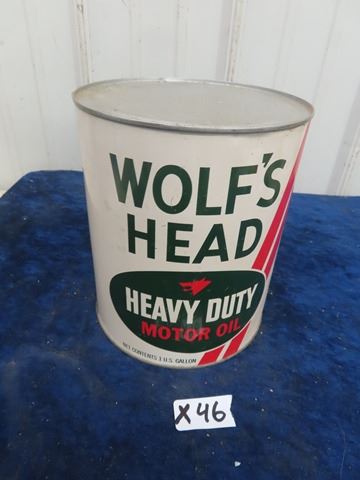 WOLF'S
HEAD
HEAVY DUTY
MOTOR OIL
NET CONTENTS 1 U.S. GALLON
X46